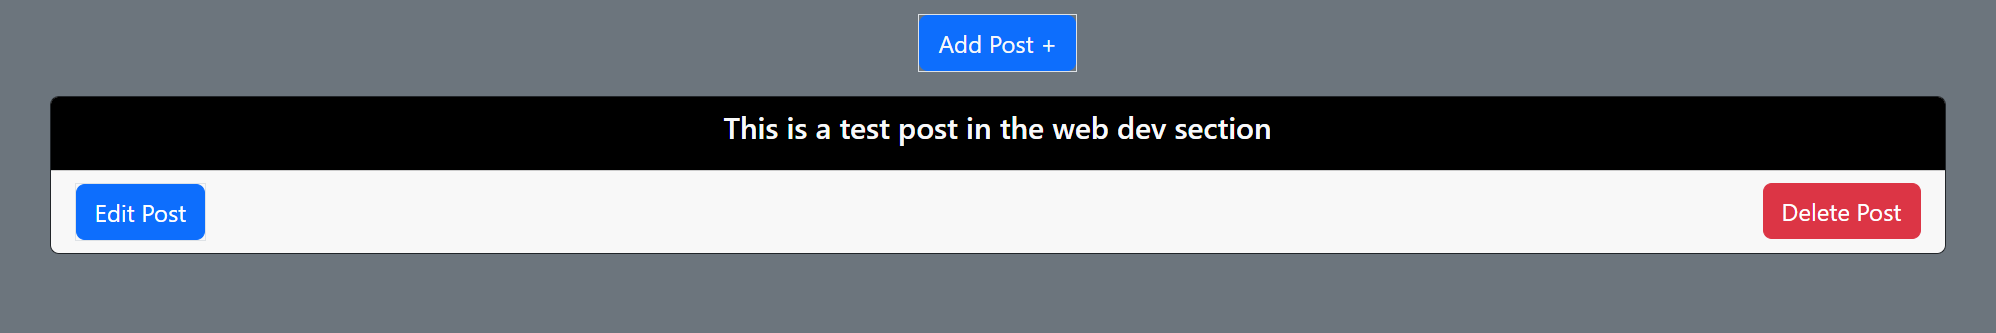 Add Post +
This is a test post in the web dev section
Edit Post
Delete Post